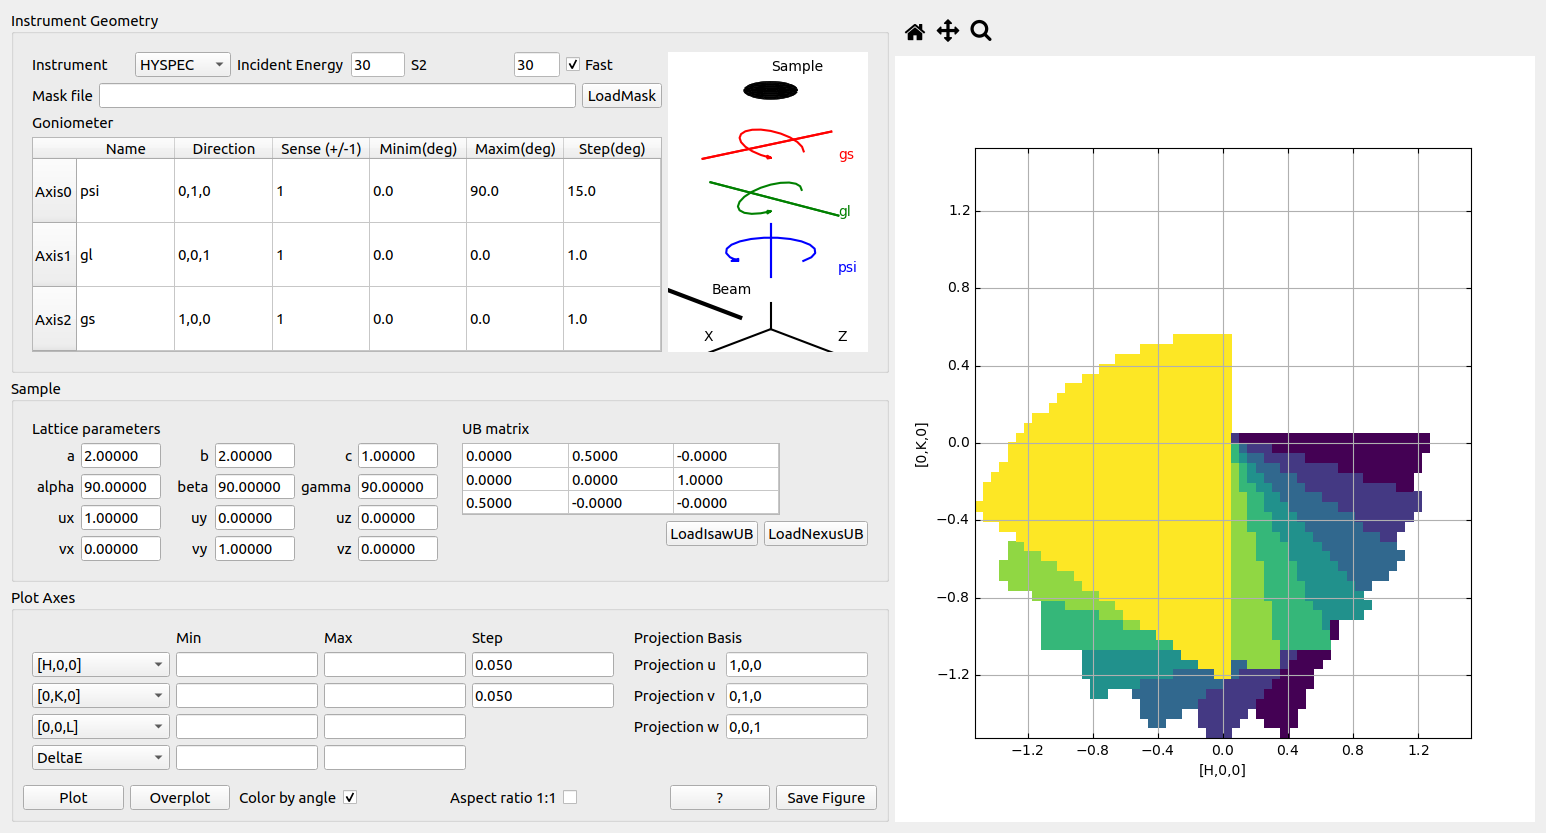 Instrument Geometry
Instrument HYSPEC Incident Energy 30 S2 30 Fast
Mask file LoadMask
Goniometer
Name Direction Sense (+/-1) Minim(deg) Maxim(deg) Step(deg)
Axis0 psi 0,1,0 1 0.0 90.0 15.0
Axis1 gl 0,0,1 1 0.0 0.0 1.0
Axis2 gs 1,0,0 1 0.0 0.0 1.0
Sample
gs
gl
psi
Beam
X Z
Sample
Lattice parameters UB matrix
a 2.00000 b 2.00000 c 1.00000
alpha 90.00000 beta 90.00000 gamma 90.00000
ux 1.00000 uy 0.00000 uz 0.00000
vx 0.00000 vy 1.00000 vz 0.00000
0.0000 0.5000 -0.0000
0.0000 0.0000 1.0000
0.5000 -0.0000 -0.0000
LoadIsawUB LoadNexusUB
Plot Axes
Min Max Step Projection Basis
[H,0,0] 0.050 Projection u 1,0,0
[0,K,0] 0.050 Projection v 0,1,0
[0,0,L] Projection w 0,0,1
DeltaE
Plot Overplot Color by angle Aspect ratio 1:1 ? Save Figure
1.2
0.8
0.4
0.0
−0.4
−0.8
−1.2
[0,K,0]
−1.2 −0.8 −0.4 0.0 0.4 0.8 1.2
[H,0,0]